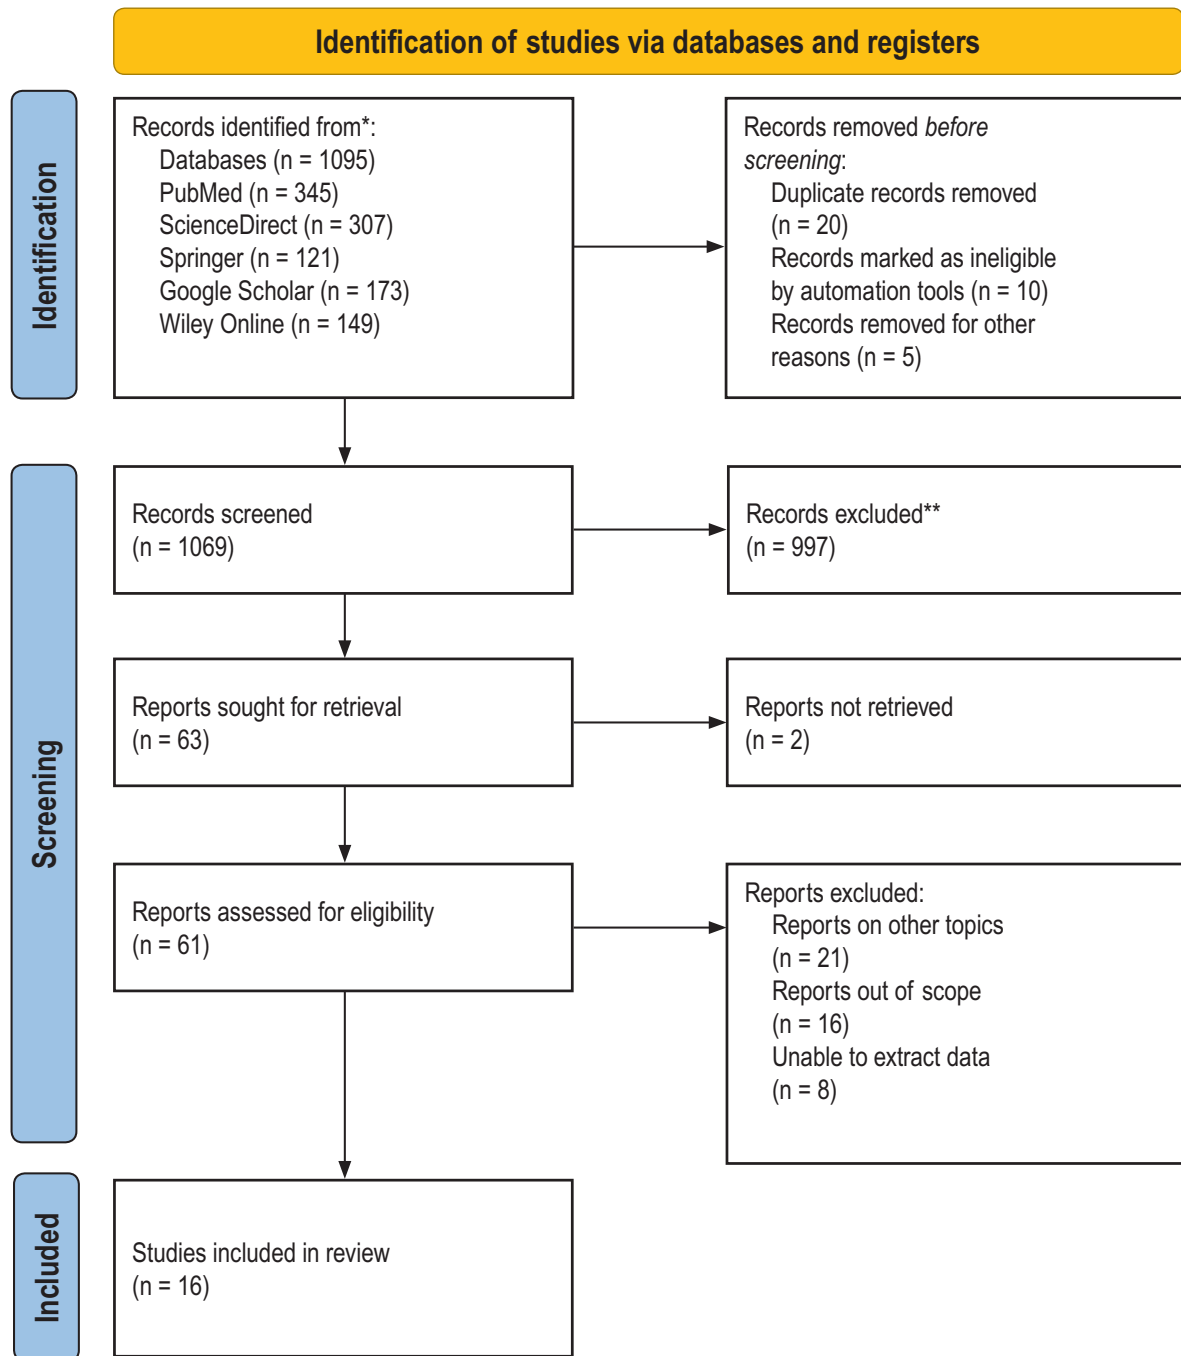 Identification of studies via databases and registers
Identification
Records identified from*:
Databases (n = 1095)
PubMed (n = 345)
ScienceDirect (n = 307)
Springer (n = 121)
Google Scholar (n = 173)
Wiley Online (n = 149)
Records removed before
screening:
Duplicate records removed
(n = 20)
Records marked as ineligible
by automation tools (n = 10)
Records removed for other
reasons (n = 5)
Screening
Records screened
(n = 1069)
Records excluded**
(n = 997)
Reports sought for retrieval
(n = 63)
Reports not retrieved
(n = 2)
Reports assessed for eligibility
(n = 61)
Reports excluded:
Reports on other topics
(n = 21)
Reports out of scope
(n = 16)
Unable to extract data
(n = 8)
Included
Studies included in review
(n = 16)